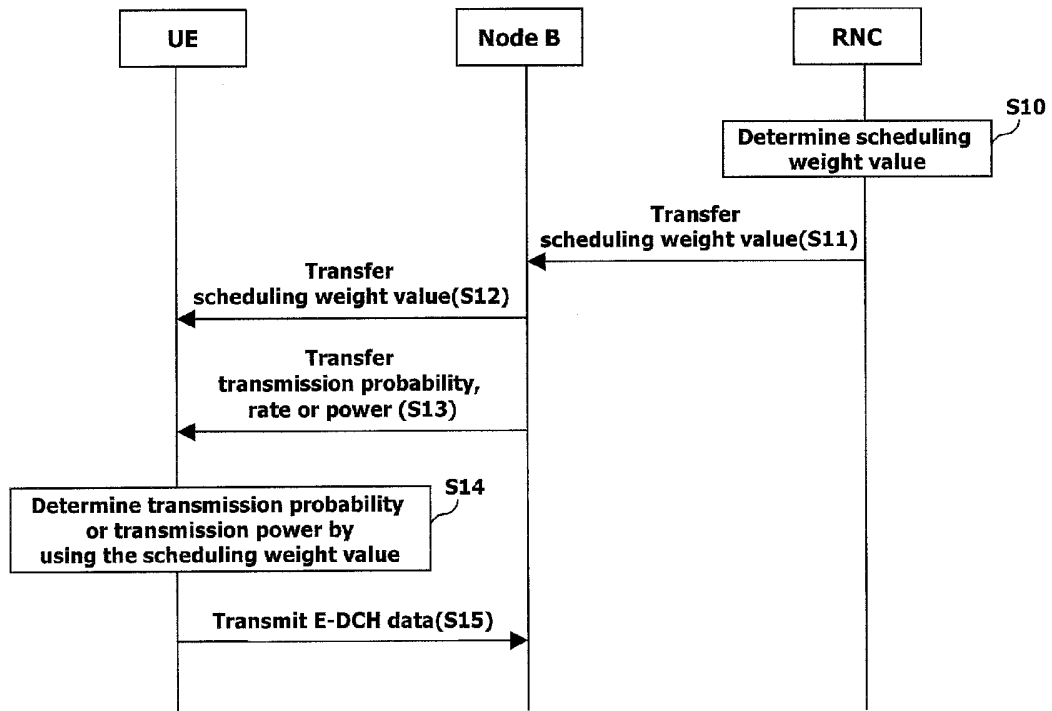 UE
Node B
RNC
S10
Determine scheduling
weight value
Transfer
scheduling weight value(S11)
Transfer
scheduling weight value(S12)
Transfer
transmission probability,
rate or power (S13)
S14
Determine transmission probability
or transmission power by
using the scheduling weight value
Transmit E-DCH data(S15)